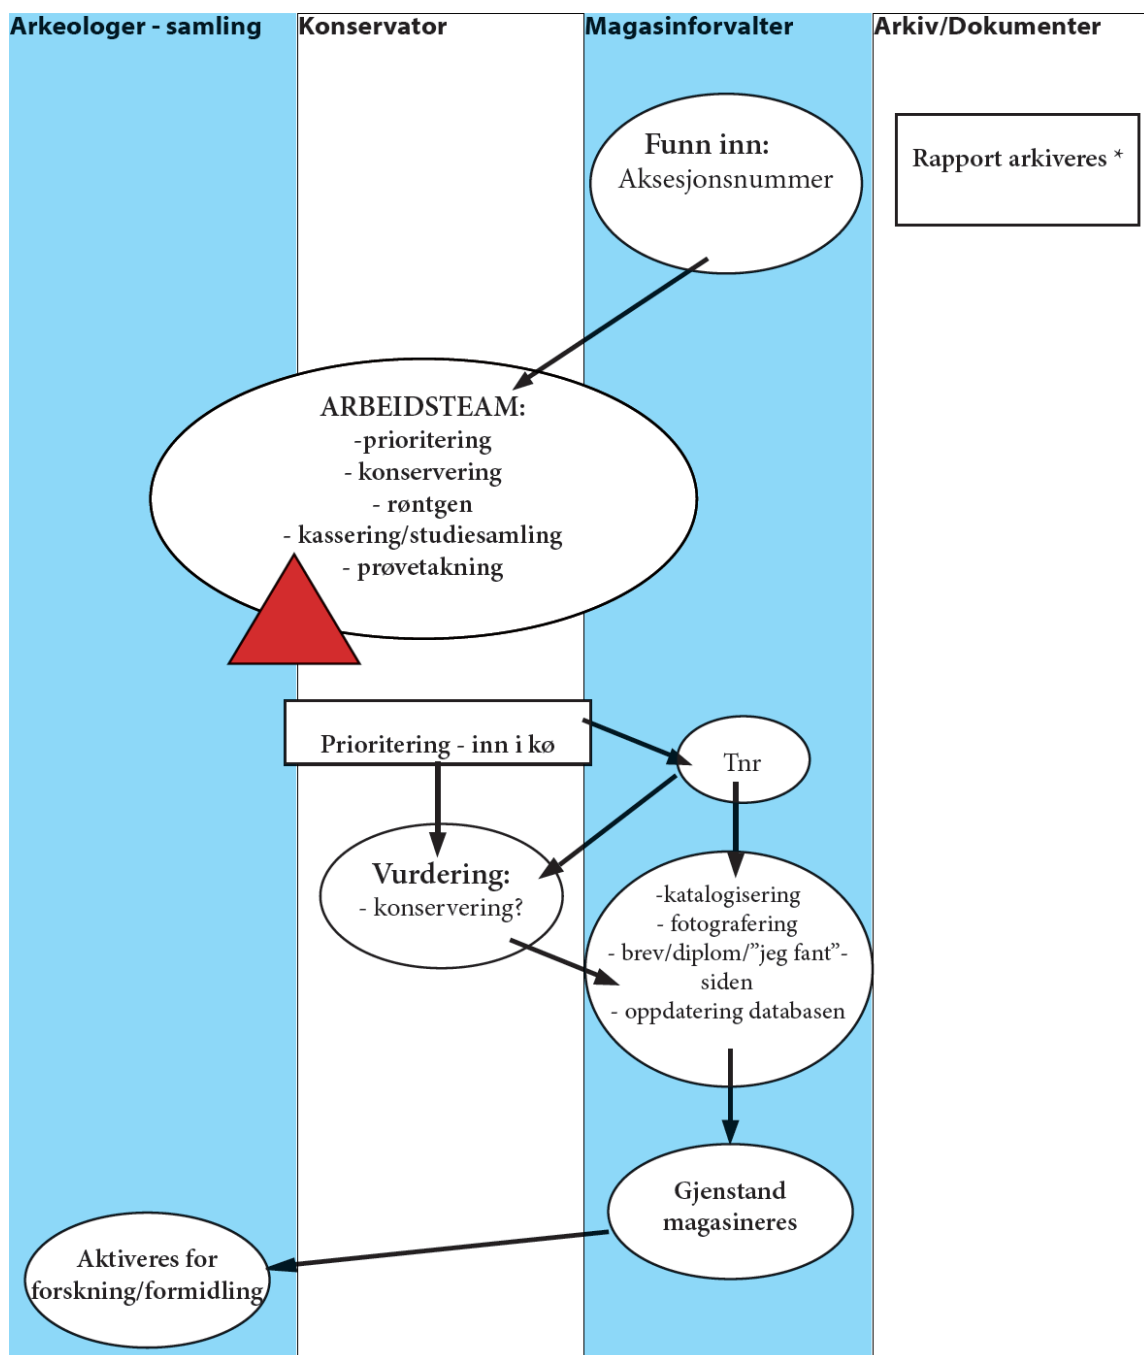 Arkeologer - samling
Konservator
Magasinforvalter
Arkiv/Dokumenter
Funn inn:
Aksesjonsnummer
Rapport arkiveres *
ARBEIDSTEAM:
-prioritering
- konservering
- røntgen
- kassering/studiesamling
- prøvetakning
Prioritering - inn i kø
Tnr
Vurdering:
- konservering?
-katalogisering
- fotografering
- brev/diplom/”jeg fant”-
siden
- oppdatering databasen
Gjenstand
magasineres
Aktiveres for
forskning/formidling